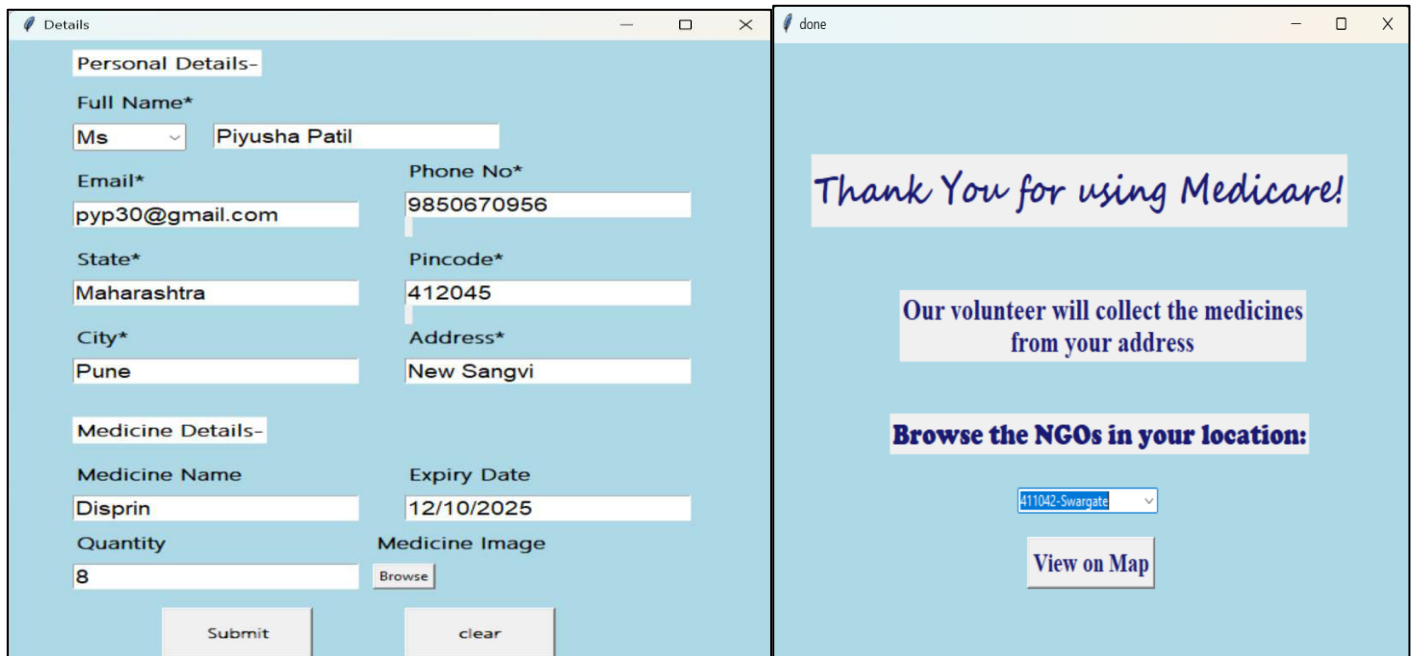 Details
Personal Details-
Full Name*
Ms Piyusha Patil
Email* Phone No*
pyp30@gmail.com 9850670956
State* Pincode*
Maharashtra 412045
City* Address*
Pune New Sangvi
Medicine Details-
Medicine Name Expiry Date
Disprin 12/10/2025
Quantity Medicine Image
8 Browse
Submit clear
done
Thank You for using Medicare!
Our volunteer will collect the medicines
from your address
Browse the NGOs in your location:
411042-Swargate
View on Map